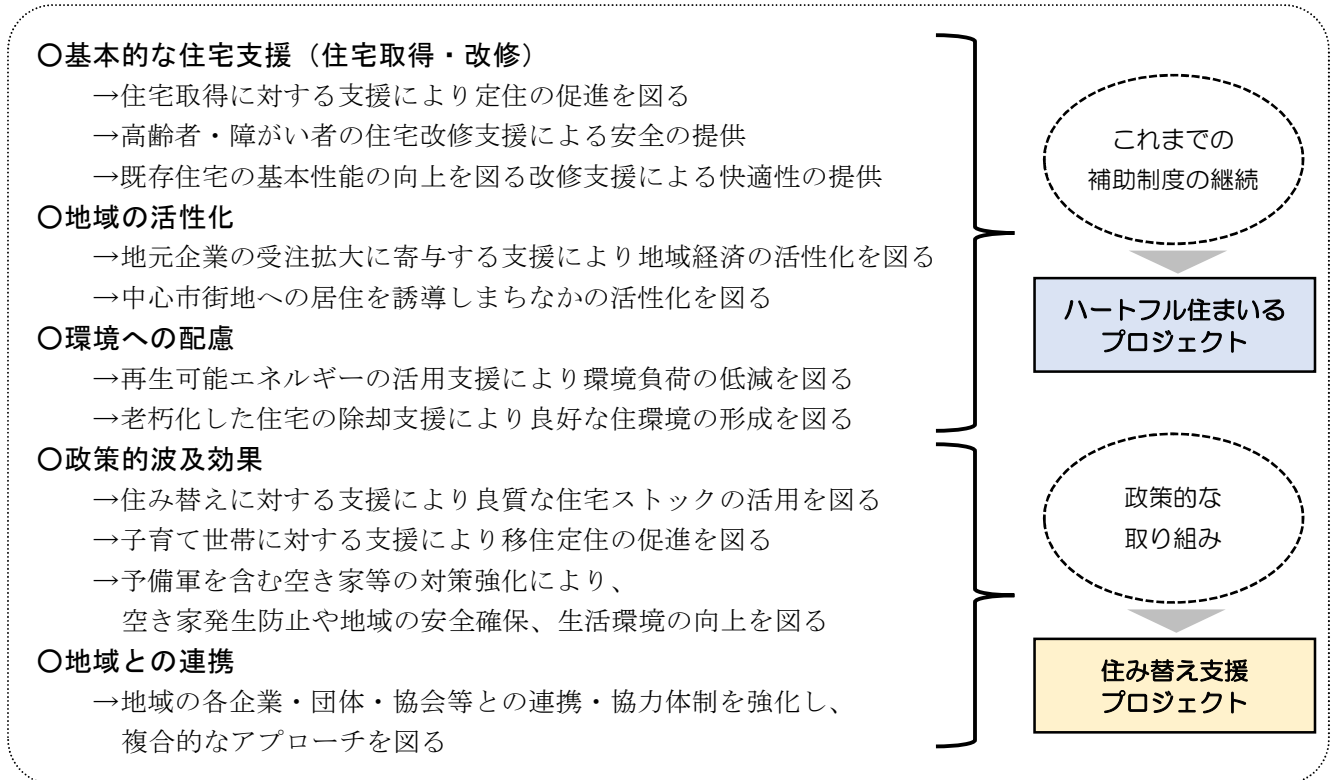 〇基本的な住宅支援（住宅取得・改修）
→住宅取得に対する支援により定住の促進を図る
→高齢者・障がい者の住宅改修支援による安全の提供
→既存住宅の基本性能の向上を図る改修支援による快適性の提供
〇地域の活性化
→地元企業の受注拡大に寄与する支援により地域経済の活性化を図る
→中心市街地への居住を誘導しまちなかの活性化を図る
〇環境への配慮
→再生可能エネルギーの活用支援により環境負荷の低減を図る
→老朽化した住宅の除却支援により良好な住環境の形成を図る
これまでの
補助制度の継続
ハートフル住まいる
プロジェクト
〇政策的波及効果
→住み替えに対する支援により良質な住宅ストックの活用を図る
→子育て世帯に対する支援により移住定住の促進を図る
→予備軍を含む空き家等の対策強化により、
空き家発生防止や地域の安全確保、生活環境の向上を図る
〇地域との連携
→地域の各企業・団体・協会等との連携・協力体制を強化し、
複合的なアプローチを図る
政策的な
取り組み
住み替え支援
プロジェクト